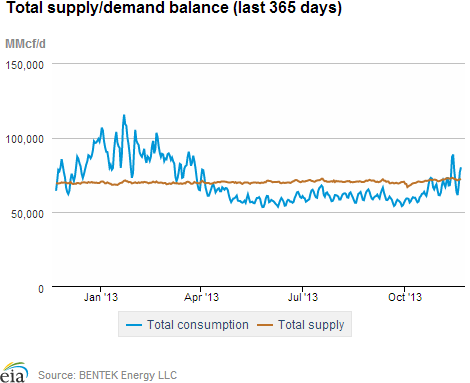 Total supply/demand balance (last 365 days)
MMcf/d
150,000
100,000
50,000
0
Jan '13 Apr '13 Jul '13 Oct '13
Total consumption Total supply
eia Source: BENTEK Energy LLC